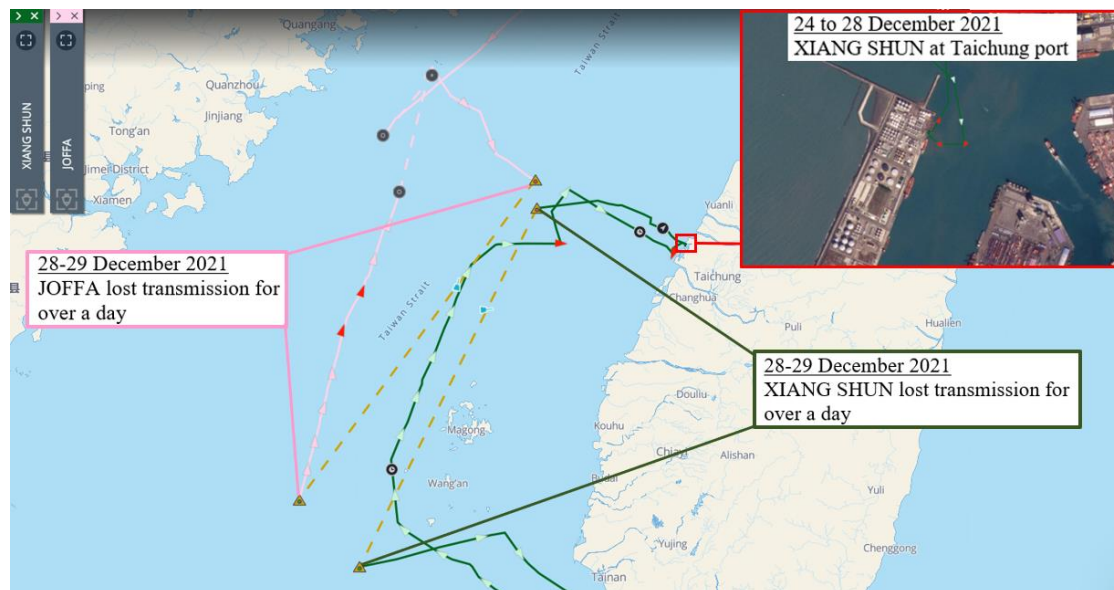 XIANG SHUN
JOFFA
Quangang
Taiwan Strait
Quanzhou
Jinjiang
Tong'an
Jimei District
Xiamen
24 to 28 December 2021
XIANG SHUN at Taichung port
Yuanli
Taichung
Changhua
Puli
Hualien
28-29 December 2021
JOFFA lost transmission for
over a day
Taiwan Strait
28-29 December 2021
XIANG SHUN lost transmission for
over a day
Douliu
Kouhu
Magong
Chiayi
Alishan
Wang'an
Budai
Yuli
Yujing
Chenggong
Tainan